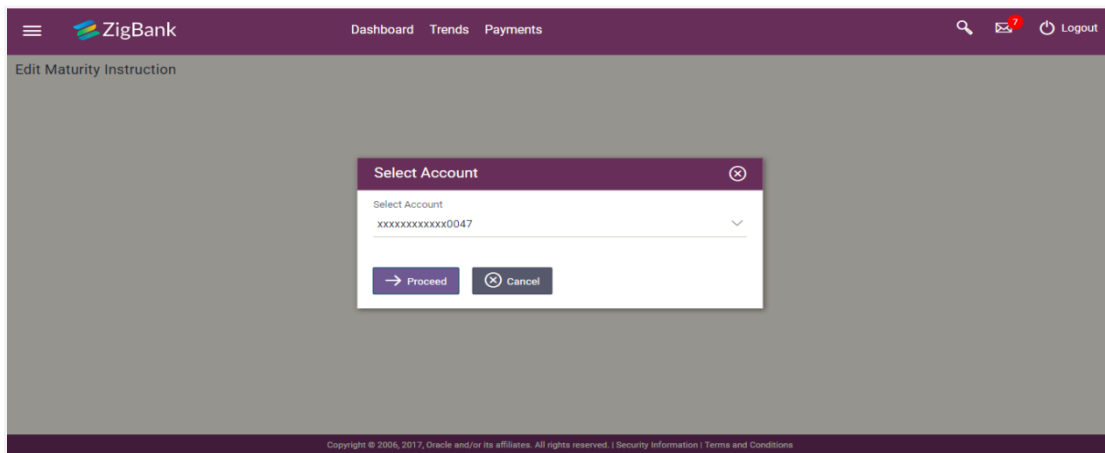 ZigBank Dashboard Trends Payments 7 Logout
Edit Maturity Instruction
Select Account
Select Account
xxxxxxxxxxxx0047
Proceed Cancel
Copyright © 2006, 2017, Oracle and/or its affiliates. All rights reserved. | Security Information | Terms and Conditions